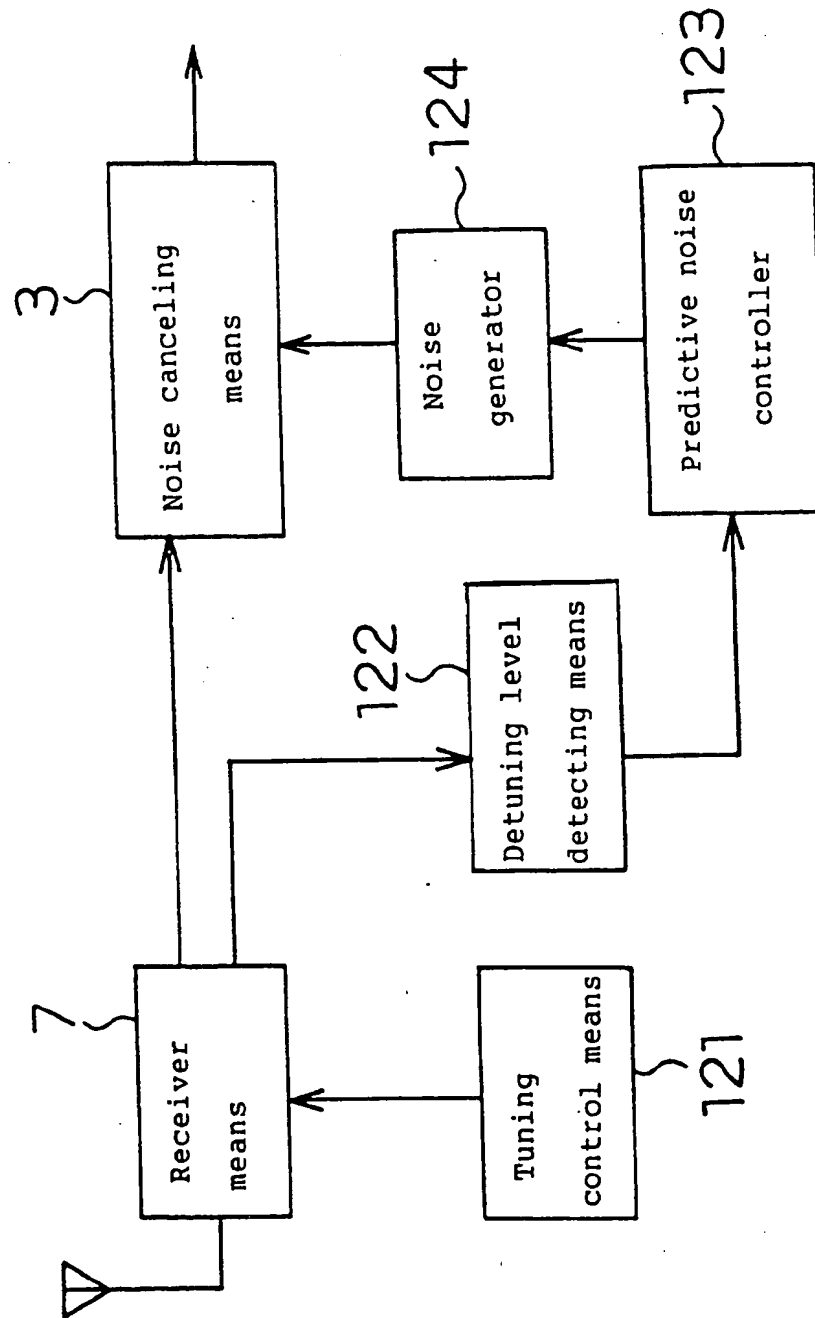 7
Receiver
means
3
Noise canceling
means
122
Detuning level
detecting means
124
Noise
generator
Tuning
control means
121
Predictive noise
controller
123